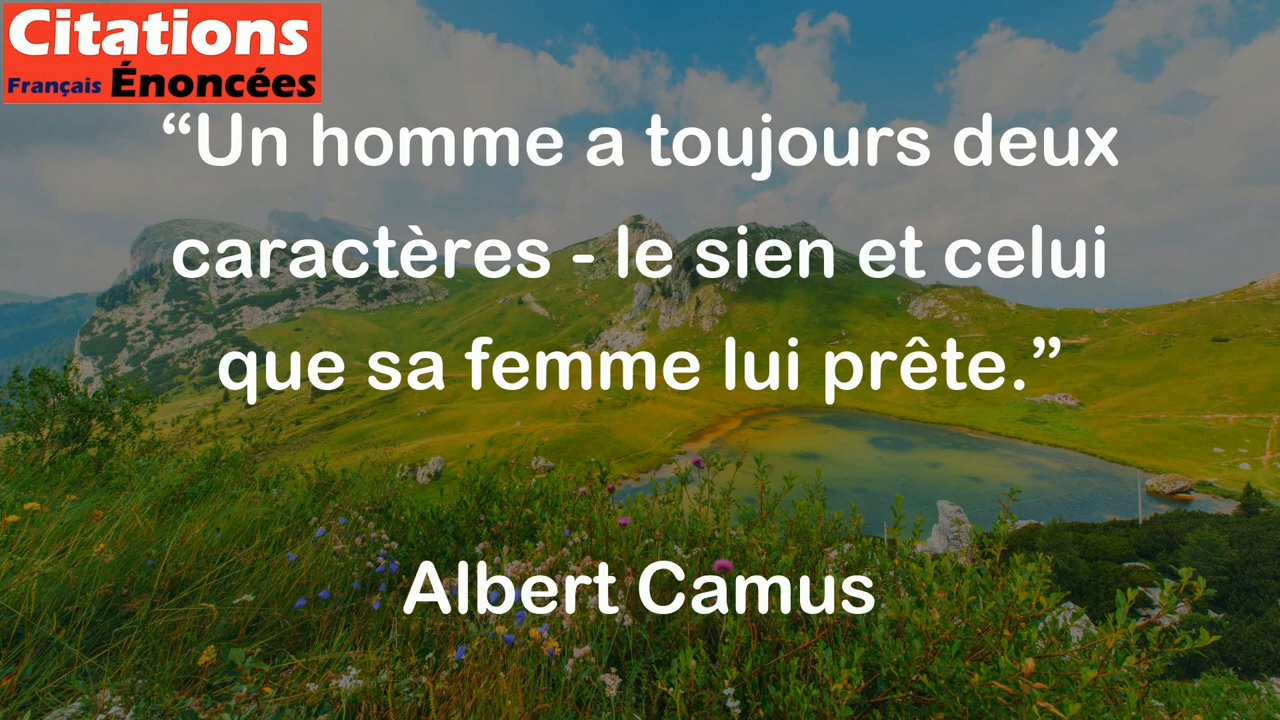 Citations
Français Énoncées
“Un homme a toujours deux
caractères - le sien et celui
que sa femme lui prête.”
Albert Camus